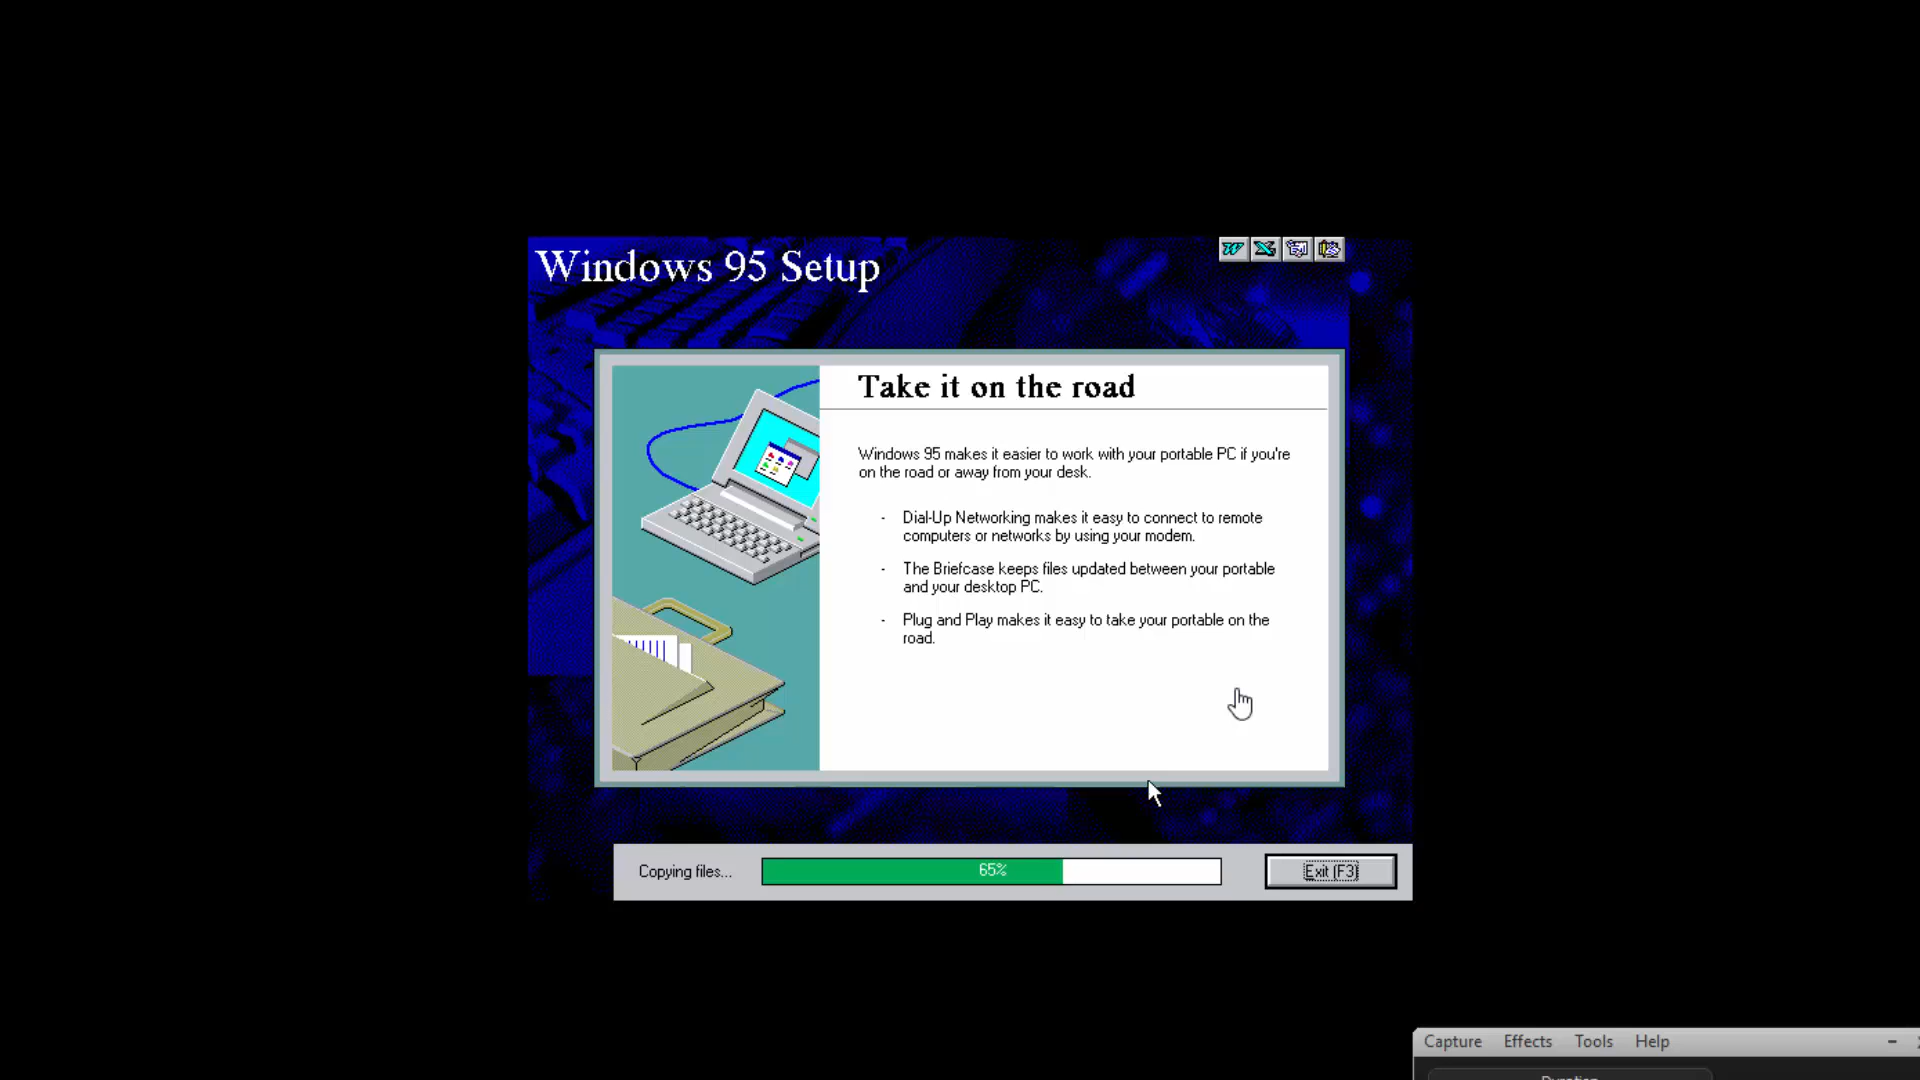 Windows 95 Setup
Take it on the road
Windows 95 makes it easier to work with your portable PC if you're
on the road or away from your desk.
- Dial-Up Networking makes it easy to connect to remote
computers or networks by using your modem.
- The Briefcase keeps files updated between your portable
and your desktop PC.
- Plug and Play makes it easy to take your portable on the
road.
Copying files...
65%
Exit (F3)
Capture Effects Tools Help
Duration